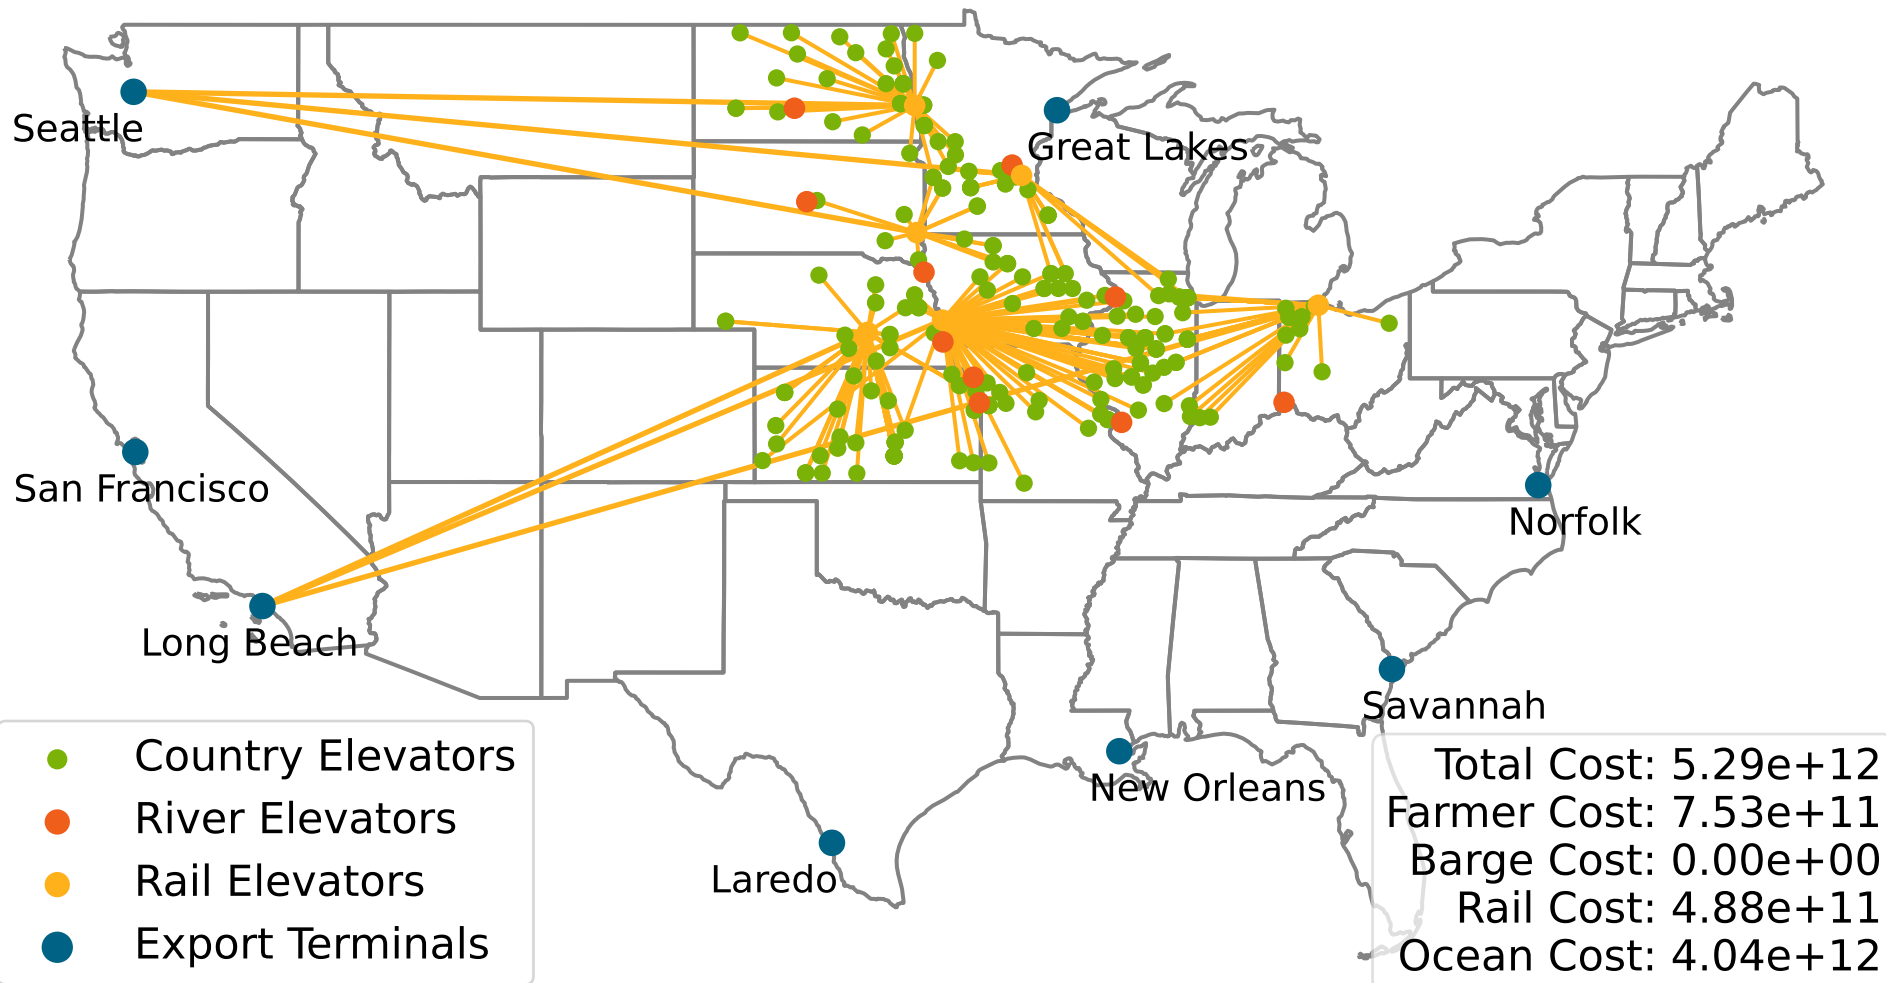 Seattle
Great Lakes
San Francisco
Norfolk
Long Beach
Savannah
New Orleans
Laredo
Country Elevators
River Elevators
Rail Elevators
Export Terminals
Total Cost: 5.29e+12
Farmer Cost: 7.53e+11
Barge Cost: 0.00e+00
Rail Cost: 4.88e+11
Ocean Cost: 4.04e+12